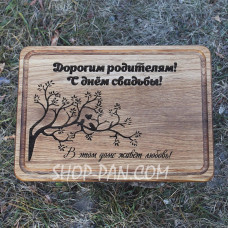 Дорогим родителям!
С днём свадьбы!
В этом доме живёт любовь!
SHOP-PAN.COM